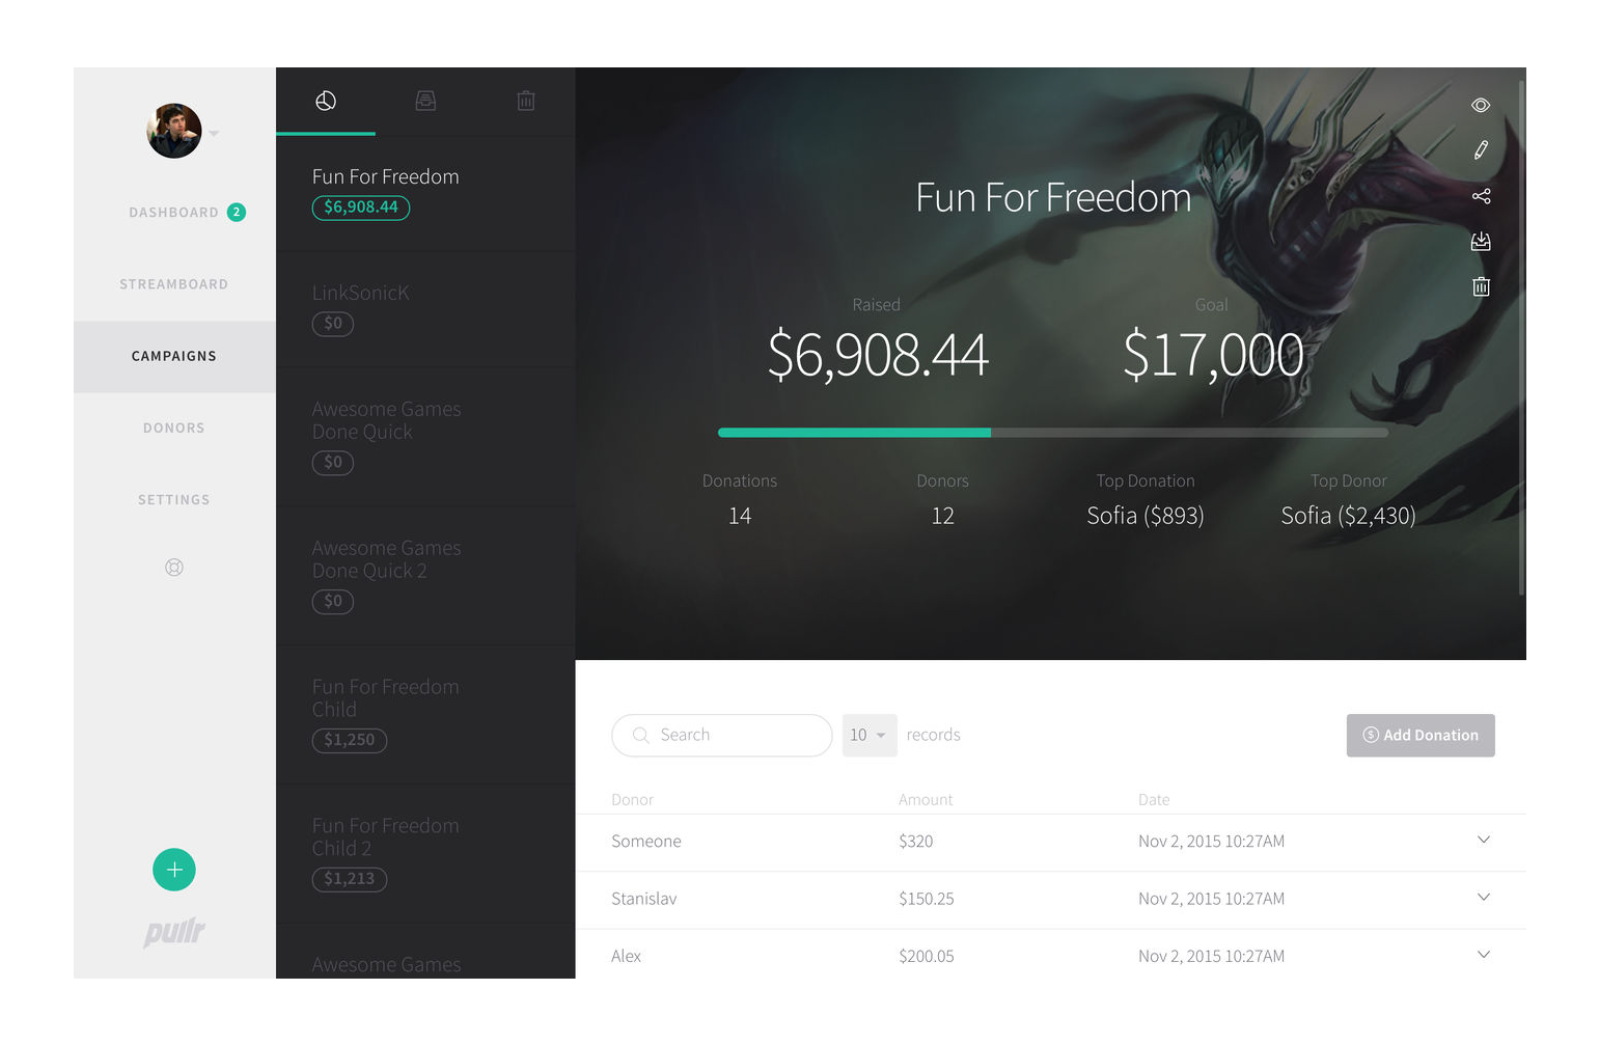 DASHBOARD 2
STREAMBOARD
CAMPAIGNS
DONORS
SETTINGS
pullr
Fun For Freedom
$6,908.44
LinkSonicK
$0
Awesome Games
Done Quick
$0
Awesome Games
Done Quick 2
$0
Fun For Freedom
Child
$1,250
Fun For Freedom
Child 2
$1,213
Awesome Games
Fun For Freedom
Raised Goal
$6,908.44 $17,000
Donations Donors Top Donation Top Donor
14 12 Sofia ($893) Sofia ($2,430)
Search 10 records Add Donation
Donor Amount Date
Someone $320 Nov 2, 2015 10:27AM
Stanislav $150.25 Nov 2, 2015 10:27AM
Alex $200.05 Nov 2, 2015 10:27AM